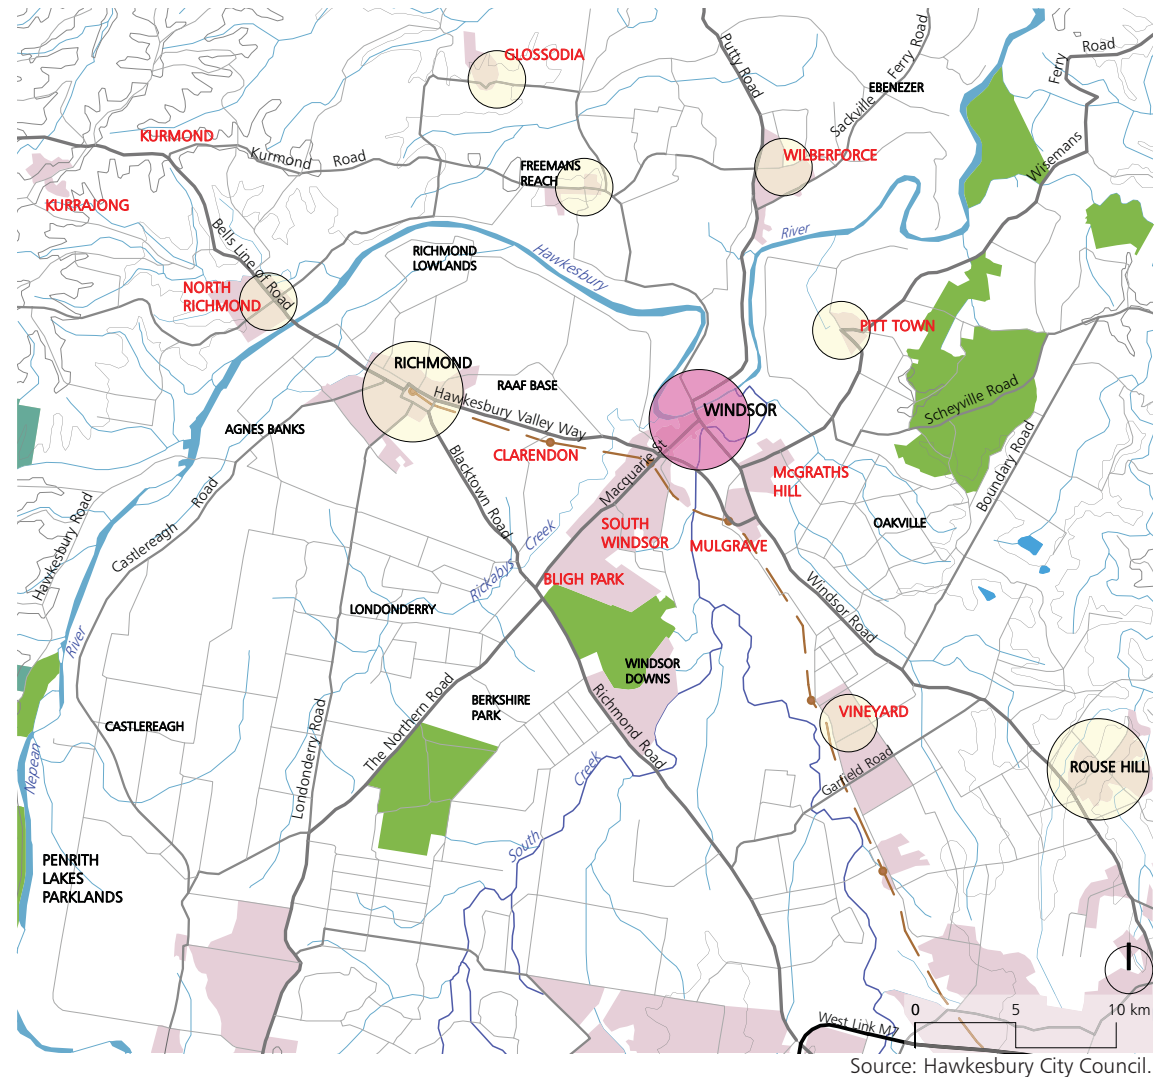 GLOSSODIA
Putty Road
Sackville Ferry Road
Ferry Road
EBENEZER
KURMOND
Kurmond Road
WILBERFORCE
Wisemans
FREEMANS
REACH
KURRAJONG
Bells Line of Road
River
Hawkesbury
RICHMOND
LOWLANDS
NORTH
RICHMOND
PITT TOWN
RICHMOND
RAAF BASE
Hawkesbury Valley Way
WINDSOR
Scheyville Road
AGNES BANKS
CLARENDON
Macquarie St
Blacktown Road
McGRATHS
HILL
Boundary Road
Hawkesbury Road
Castlereagh Road
Rickabys Creek
SOUTH
WINDSOR
MULGRAVE
OAKVILLE
BLIGH PARK
LONDONDERRY
Windsor Road
River
WINDSOR
DOWNS
The Northern Road
BERKSHIRE
PARK
Richmond Road
VINEYARD
CASTLEREAGH
Londonderry Road
Nepean
Garfield Road
ROUSE HILL
South Creek
PENRITH
LAKES
PARKLANDS
West Link M7
0 5 10 km
Source: Hawkesbury City Council.